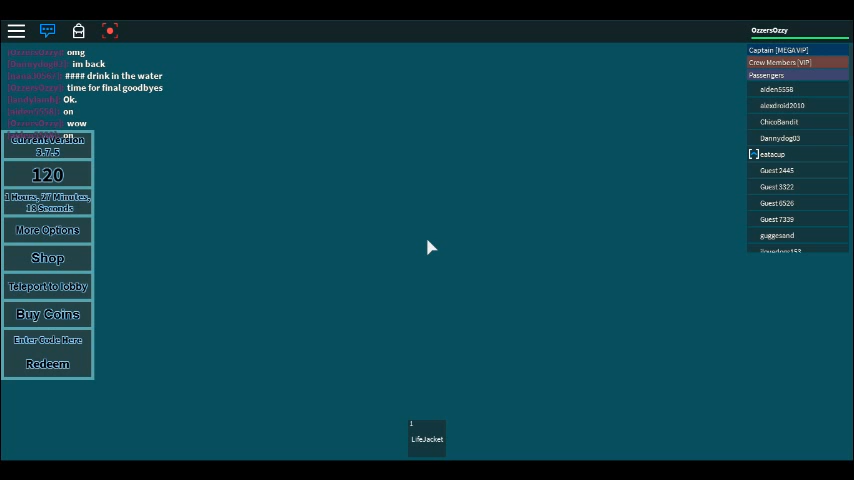 OzzersOzzy
omg
im back
#### drink in the water
time for final goodbyes
Ok.
on
wow
on
Current Version
3.7.5
120
1 Hours, 27 Minutes,
18 Seconds
More Options
Shop
Teleport to lobby
Buy Coins
Enter Code Here
Redeem
Captain [MEGA VIP]
Crew Members [VIP]
Passengers
aiden5558
alexdroid2010
ChicoBandit
Dannydog03
eatacup
Guest 2445
Guest 3322
Guest 6526
Guest 7339
guggesand
1
LifeJacket